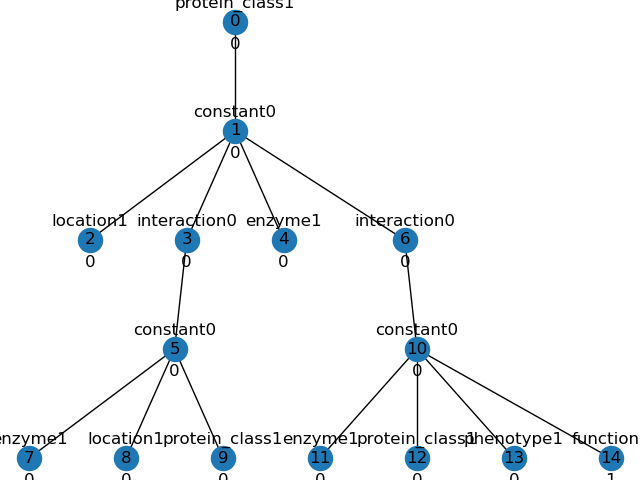 protein_class1
0
0
constant0
1
0
location1 interaction0 enzyme1 interaction0
2 3 4 6
0 0 0 0
constant0 constant0
5 10
0 0
enzyme1 location1 protein_class1 enzyme1 protein_class1 phenotype1 function
7 8 9 11 12 13 14
0 0 0 0 0 0 1